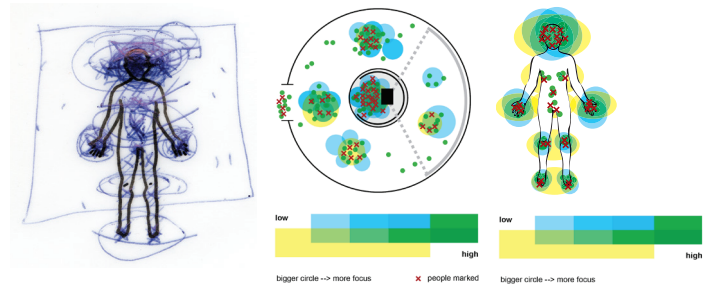 low
high
bigger circle --> more focus
x people marked
low
high
bigger circle --> more focus